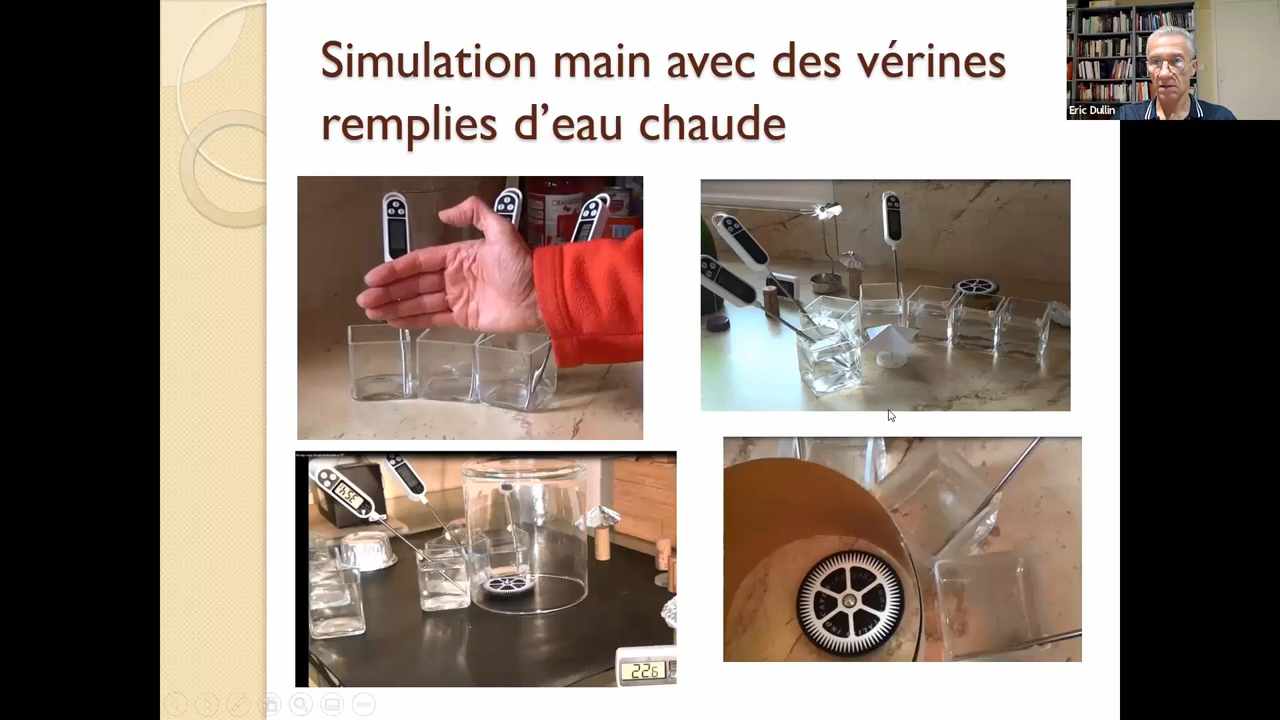 Simulation main avec des vérines
remplies d’eau chaude
Eric Dullin
22.6